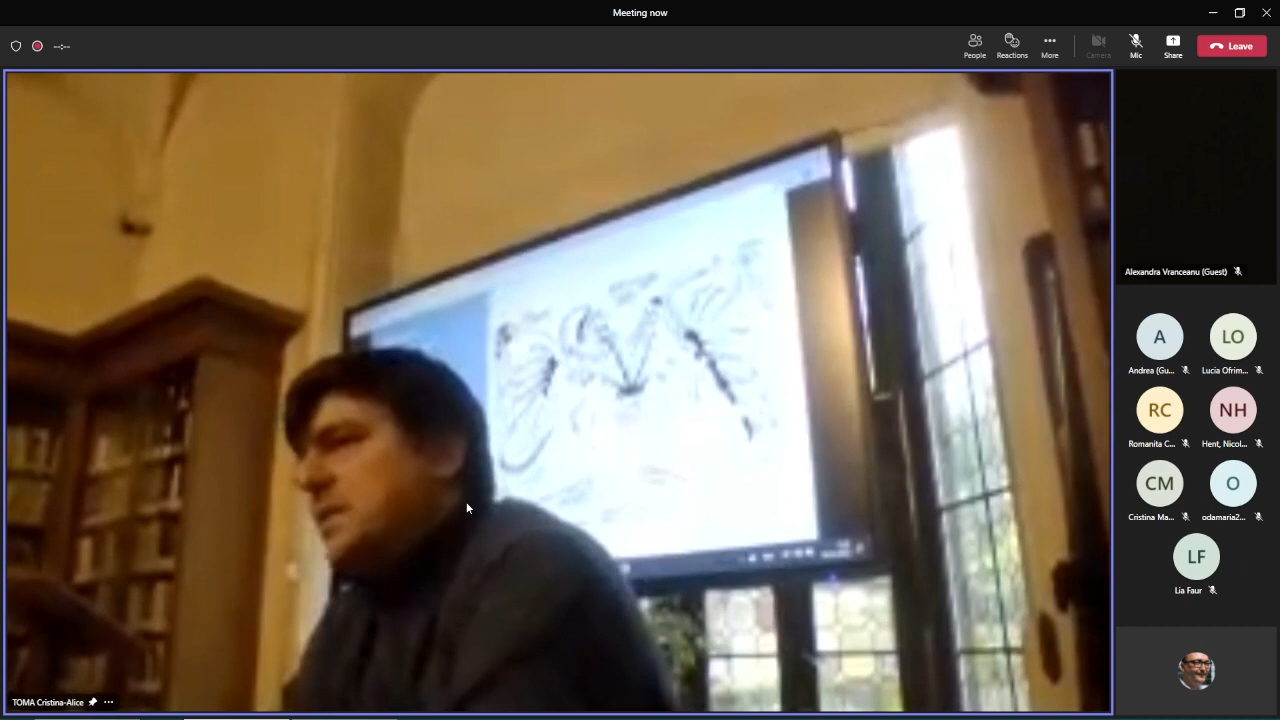 Meeting now
--:--
People
Reactions
More
Camera
Mic
Share
Leave
Alexandra Vranceanu (Guest)
A
LO
Andrea (Gu...
Lucia Ofrim...
RC
NH
Romanita C...
Hent, Nicol...
CM
O
Cristina Ma...
odamaria2...
LF
Lia Faur
TOMA Cristina-Alice